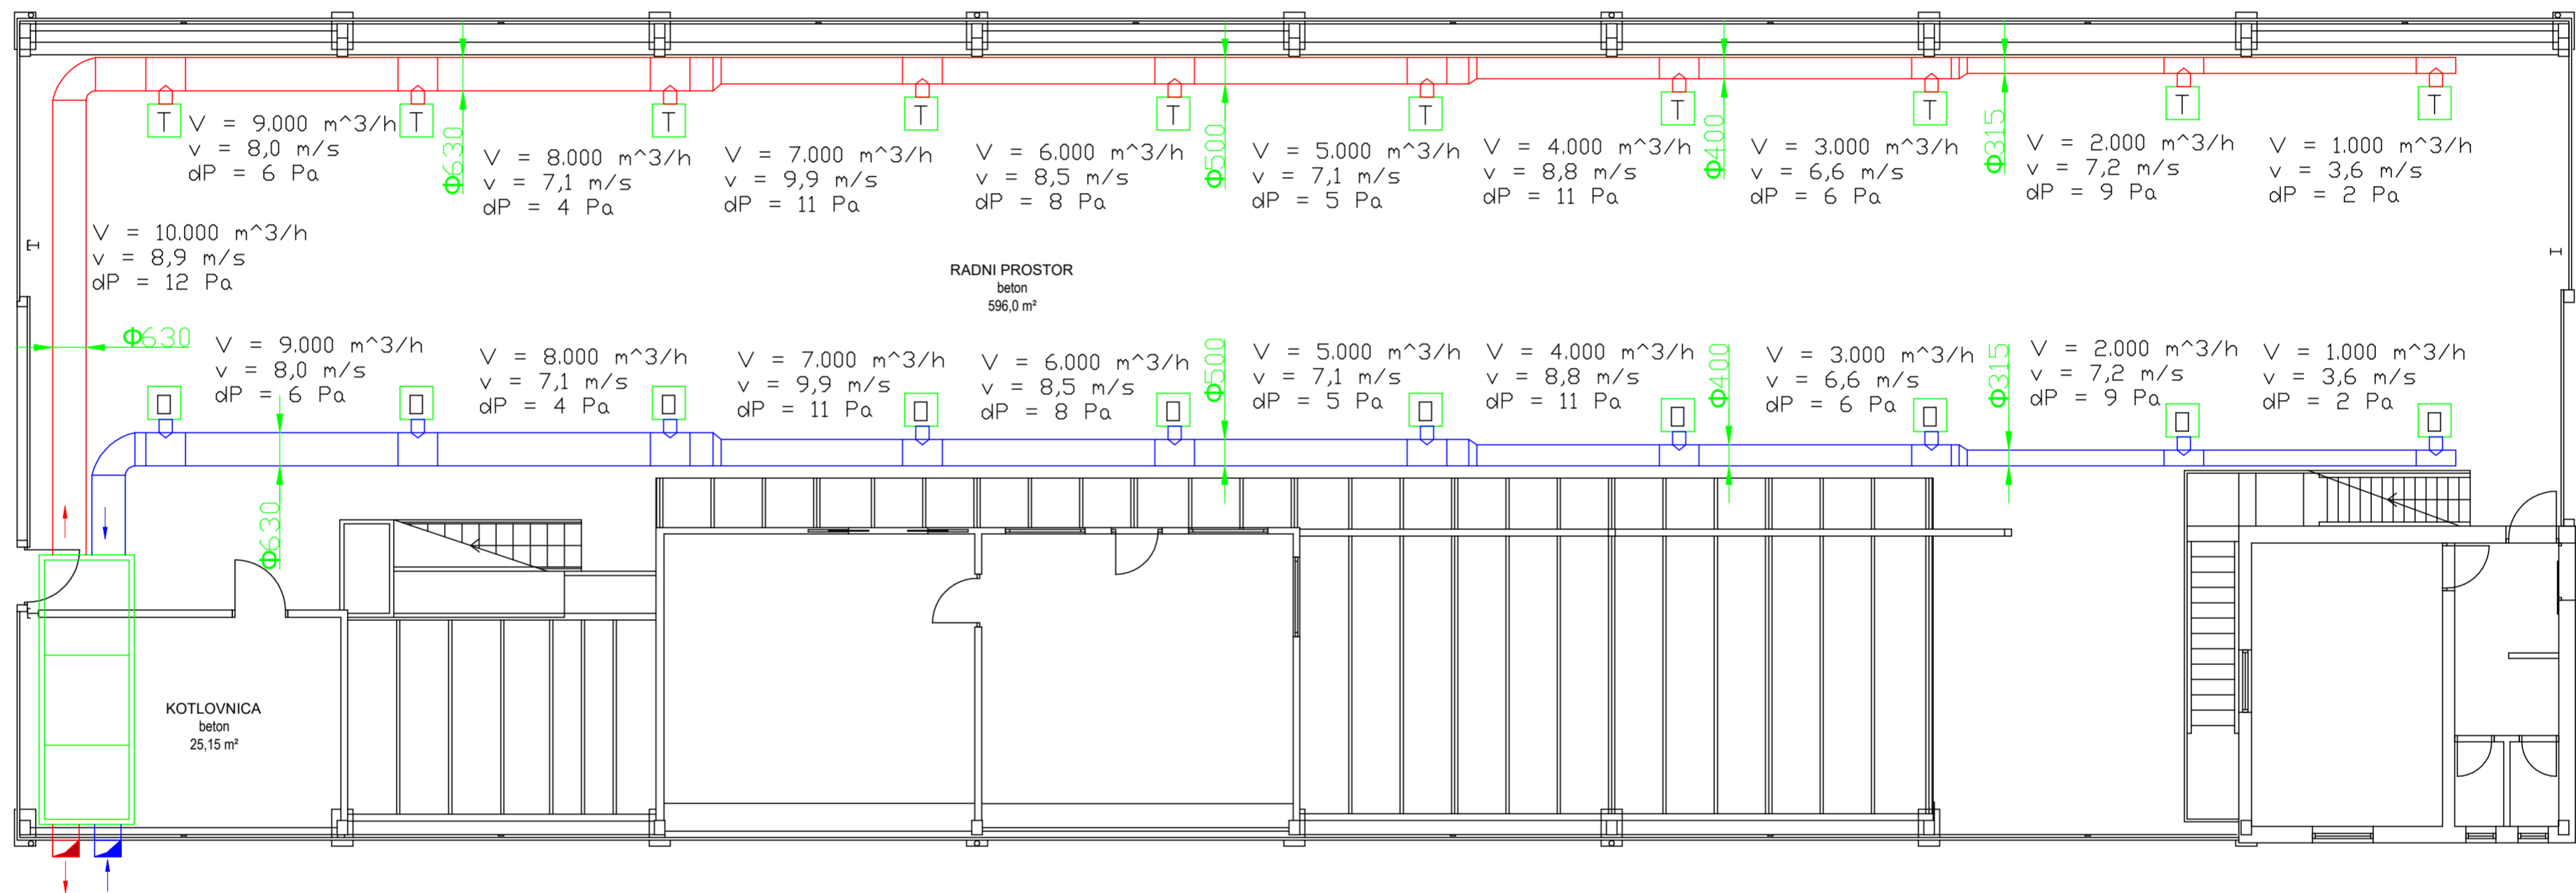 T
T
T
T
T
T
T
T
T
T
V = 9.000 m^3/h
v = 8,0 m/s
dP = 6 Pa
Φ630
V = 8.000 m^3/h
v = 7,1 m/s
dP = 4 Pa
V = 7.000 m^3/h
v = 9,9 m/s
dP = 11 Pa
V = 6.000 m^3/h
v = 8,5 m/s
dP = 8 Pa
Φ500
V = 5.000 m^3/h
v = 7,1 m/s
dP = 5 Pa
V = 4.000 m^3/h
v = 8,8 m/s
dP = 11 Pa
Φ400
V = 3.000 m^3/h
v = 6,6 m/s
dP = 6 Pa
Φ315
V = 2.000 m^3/h
v = 7,2 m/s
dP = 9 Pa
V = 1.000 m^3/h
v = 3,6 m/s
dP = 2 Pa
V = 10.000 m^3/h
v = 8,9 m/s
dP = 12 Pa
RADNI PROSTOR
beton
596,0 m²
Φ630
V = 9.000 m^3/h
v = 8,0 m/s
dP = 6 Pa
Φ630
V = 8.000 m^3/h
v = 7,1 m/s
dP = 4 Pa
V = 7.000 m^3/h
v = 9,9 m/s
dP = 11 Pa
V = 6.000 m^3/h
v = 8,5 m/s
dP = 8 Pa
Φ500
V = 5.000 m^3/h
v = 7,1 m/s
dP = 5 Pa
V = 4.000 m^3/h
v = 8,8 m/s
dP = 11 Pa
Φ400
V = 3.000 m^3/h
v = 6,6 m/s
dP = 6 Pa
Φ315
V = 2.000 m^3/h
v = 7,2 m/s
dP = 9 Pa
V = 1.000 m^3/h
v = 3,6 m/s
dP = 2 Pa
KOTLOVNICA
beton
25,15 m²